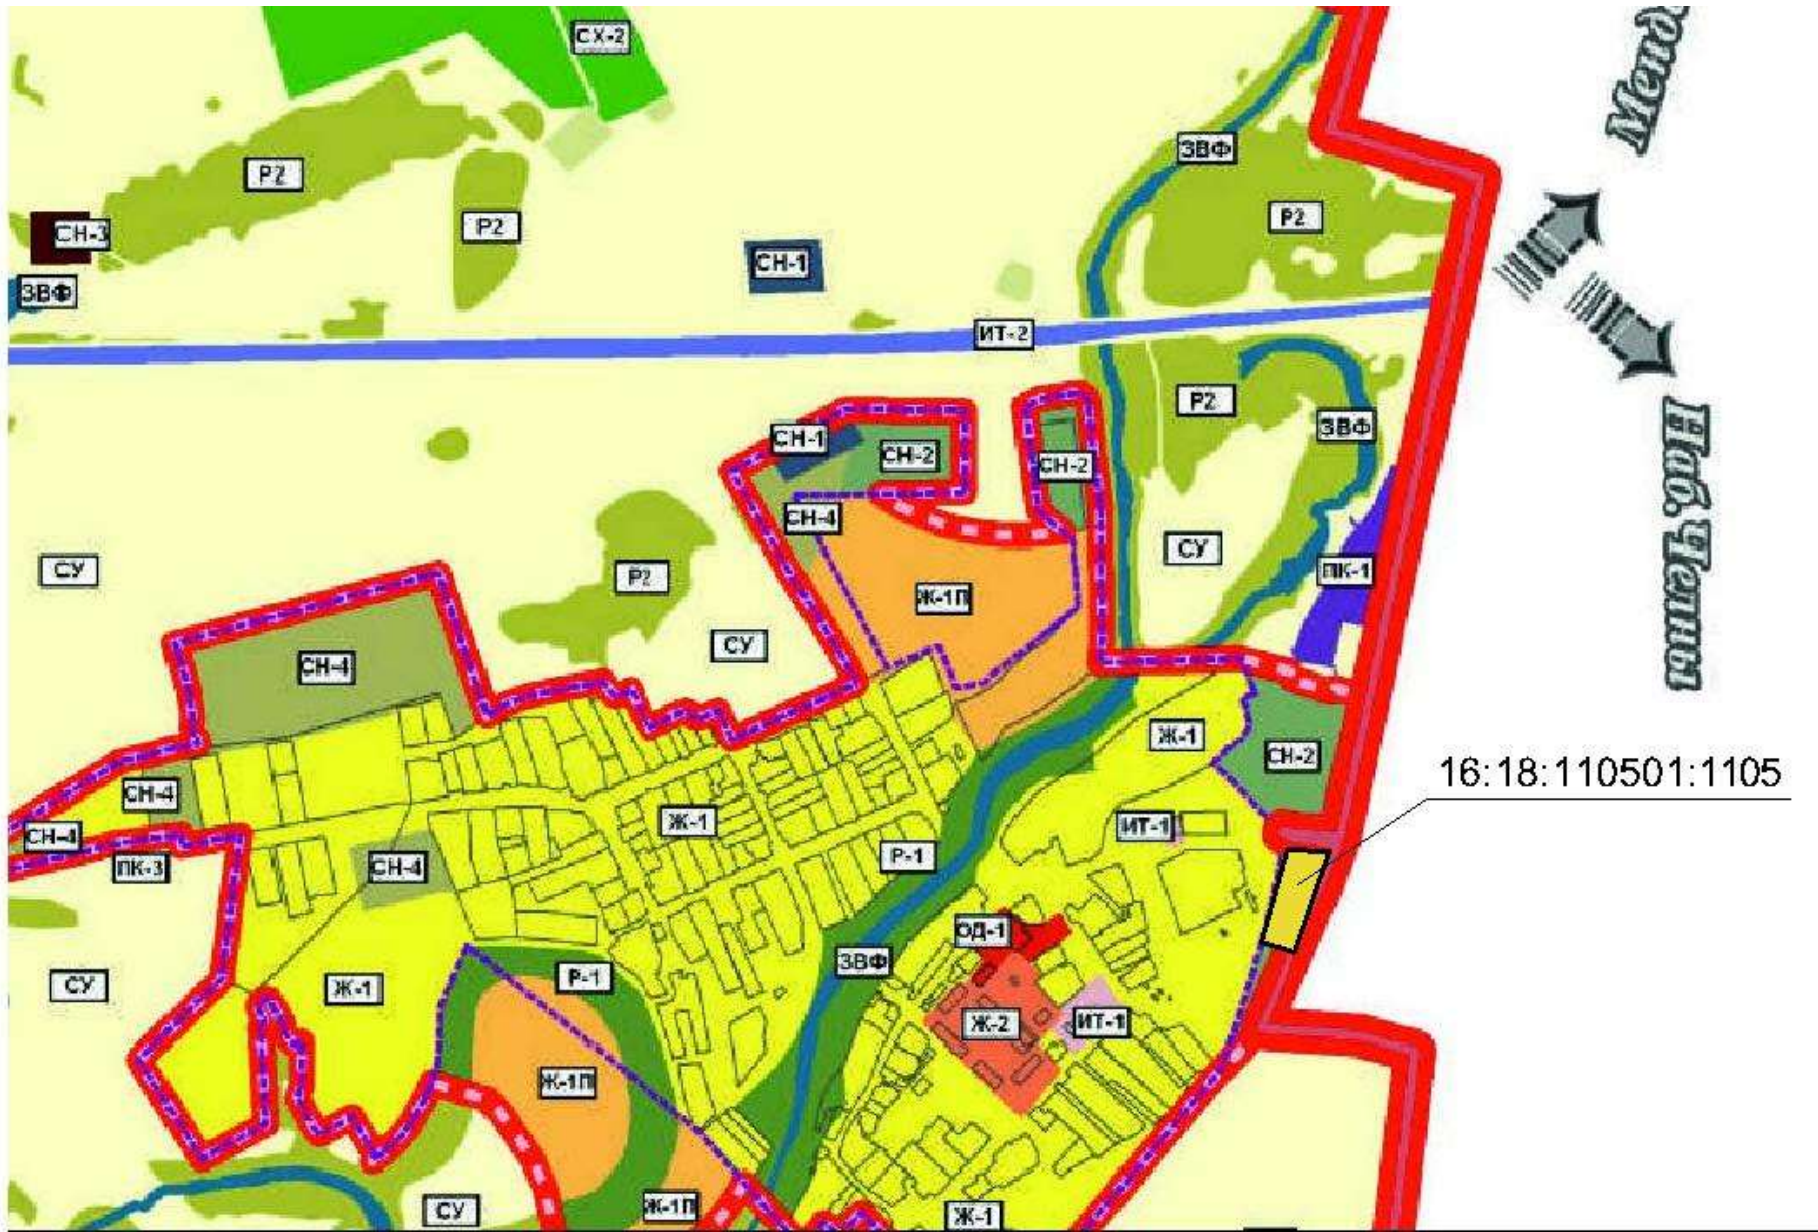 СХ-2
Менд
ЗВФ
Р2
Р2
Р2
СН-3
СН-1
ЗВФ
ИТ-2
Р2
ЗВФ
СН-1
СН-2
СН-2
СН-4
СУ
СУ
ПК-1
Р2
Ж-1П
Наб.Челны
СУ
СН-4
Ж-1
СН-2
16:18:110501:1105
СН-4
Ж-1
ИТ-1
СН-4
ПК-3
СН-4
Р-1
ОД-1
ЗВФ
Р-1
СУ
Ж-1
Ж-2
ИТ-1
Ж-1П
СУ
Ж-1П
Ж-1